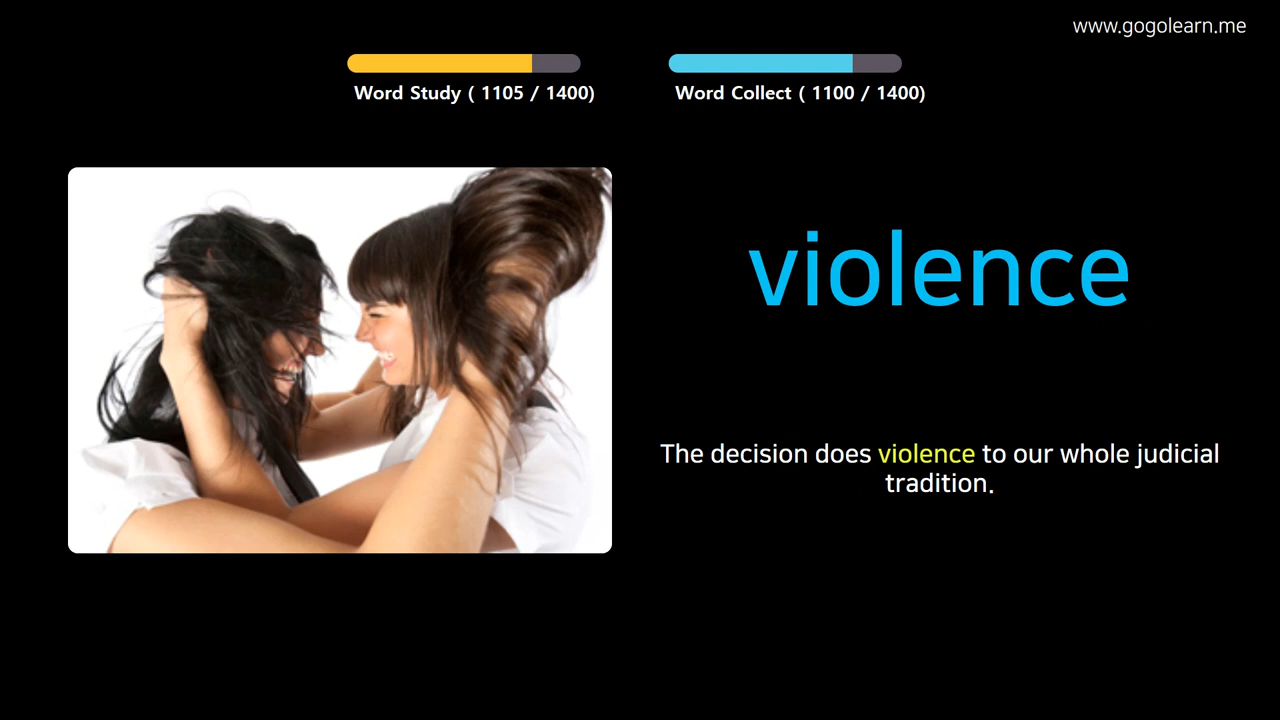 www.gogolearn.me
Word Study ( 1105 / 1400)
Word Collect ( 1100 / 1400)
violence
The decision does violence to our whole judicial
tradition.